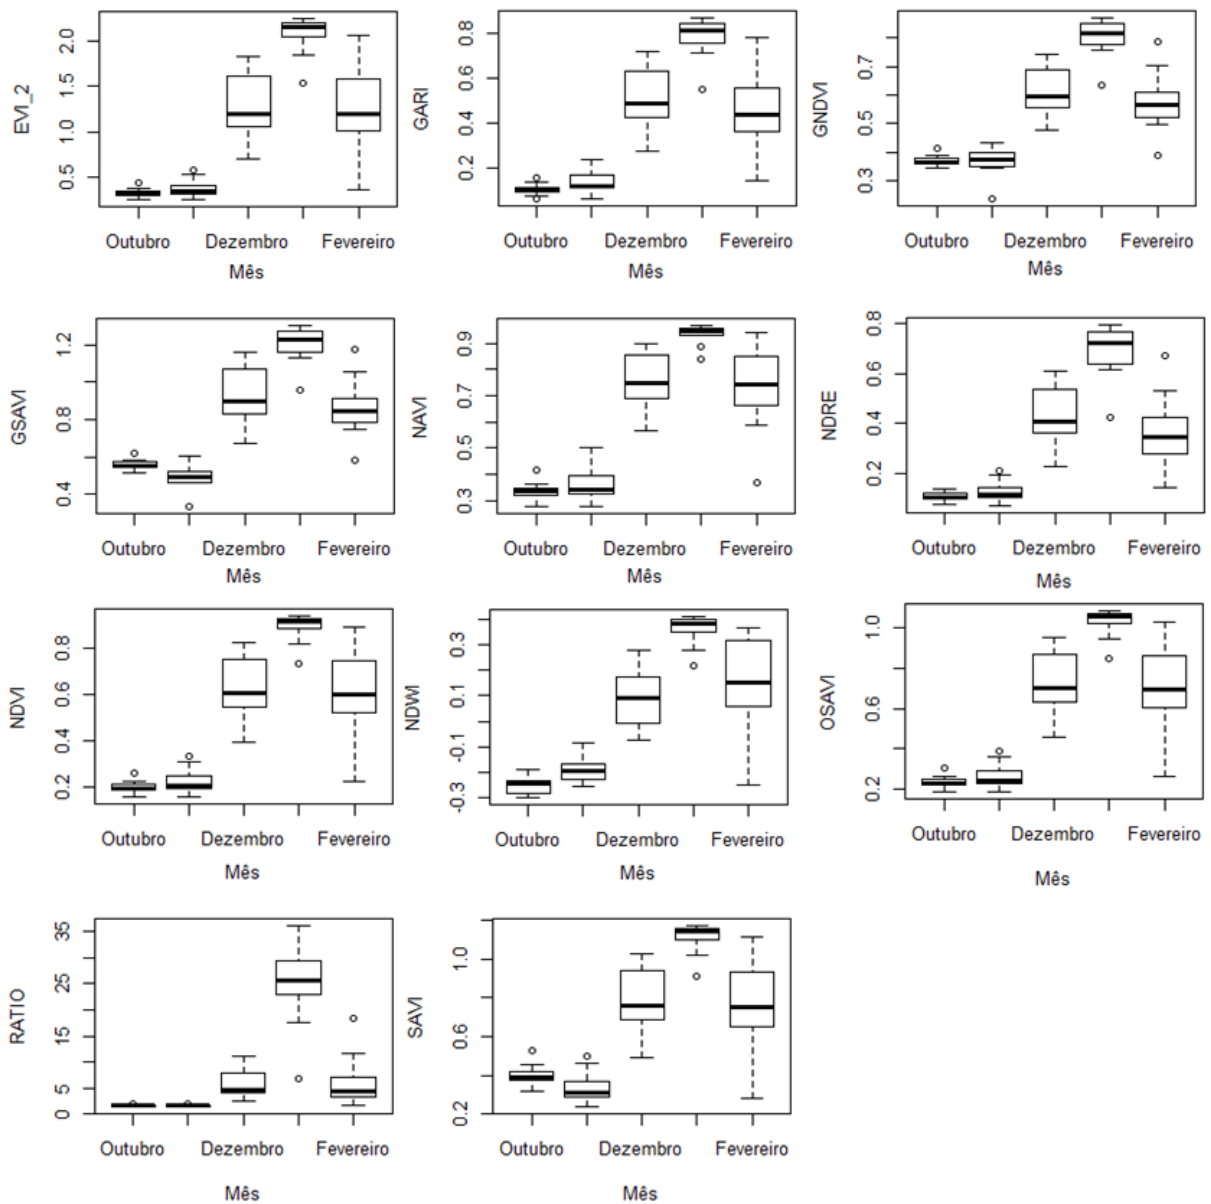 EVI_2
2.0
1.5
1.0
0.5
Outubro Dezembro Fevereiro
Mês
GARI
0.8
0.6
0.4
0.2
Outubro Dezembro Fevereiro
Mês
GNDVI
0.7
0.5
0.3
Outubro Dezembro Fevereiro
Mês
GSAVI
1.2
0.8
0.4
Outubro Dezembro Fevereiro
Mês
NAVI
0.9
0.7
0.5
0.3
Outubro Dezembro Fevereiro
Mês
NDRE
0.8
0.6
0.4
0.2
Outubro Dezembro Fevereiro
Mês
NDVI
0.8
0.6
0.4
0.2
Outubro Dezembro Fevereiro
Mês
NDWI
0.3
0.1
-0.1
-0.3
Outubro Dezembro Fevereiro
Mês
OSAVI
1.0
0.6
0.2
Outubro Dezembro Fevereiro
Mês
RATIO
35
25
15
5
0
Outubro Dezembro Fevereiro
Mês
SAVI
1.0
0.6
0.2
Outubro Dezembro Fevereiro
Mês